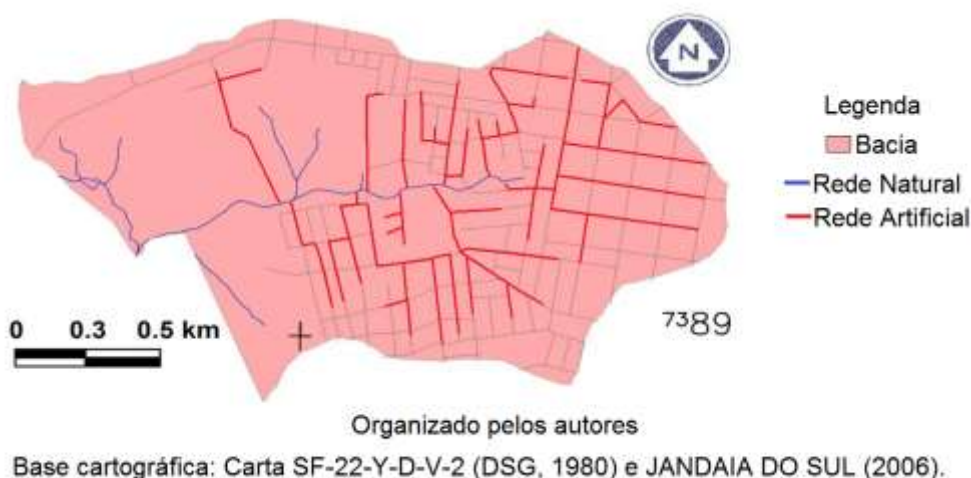 N
Legenda
Bacia
Rede Natural
Rede Artificial
0 0.3 0.5 km
7389
Organizado pelos autores
Base cartográfica: Carta SF-22-Y-D-V-2 (DSG, 1980) e JANDAIA DO SUL (2006).